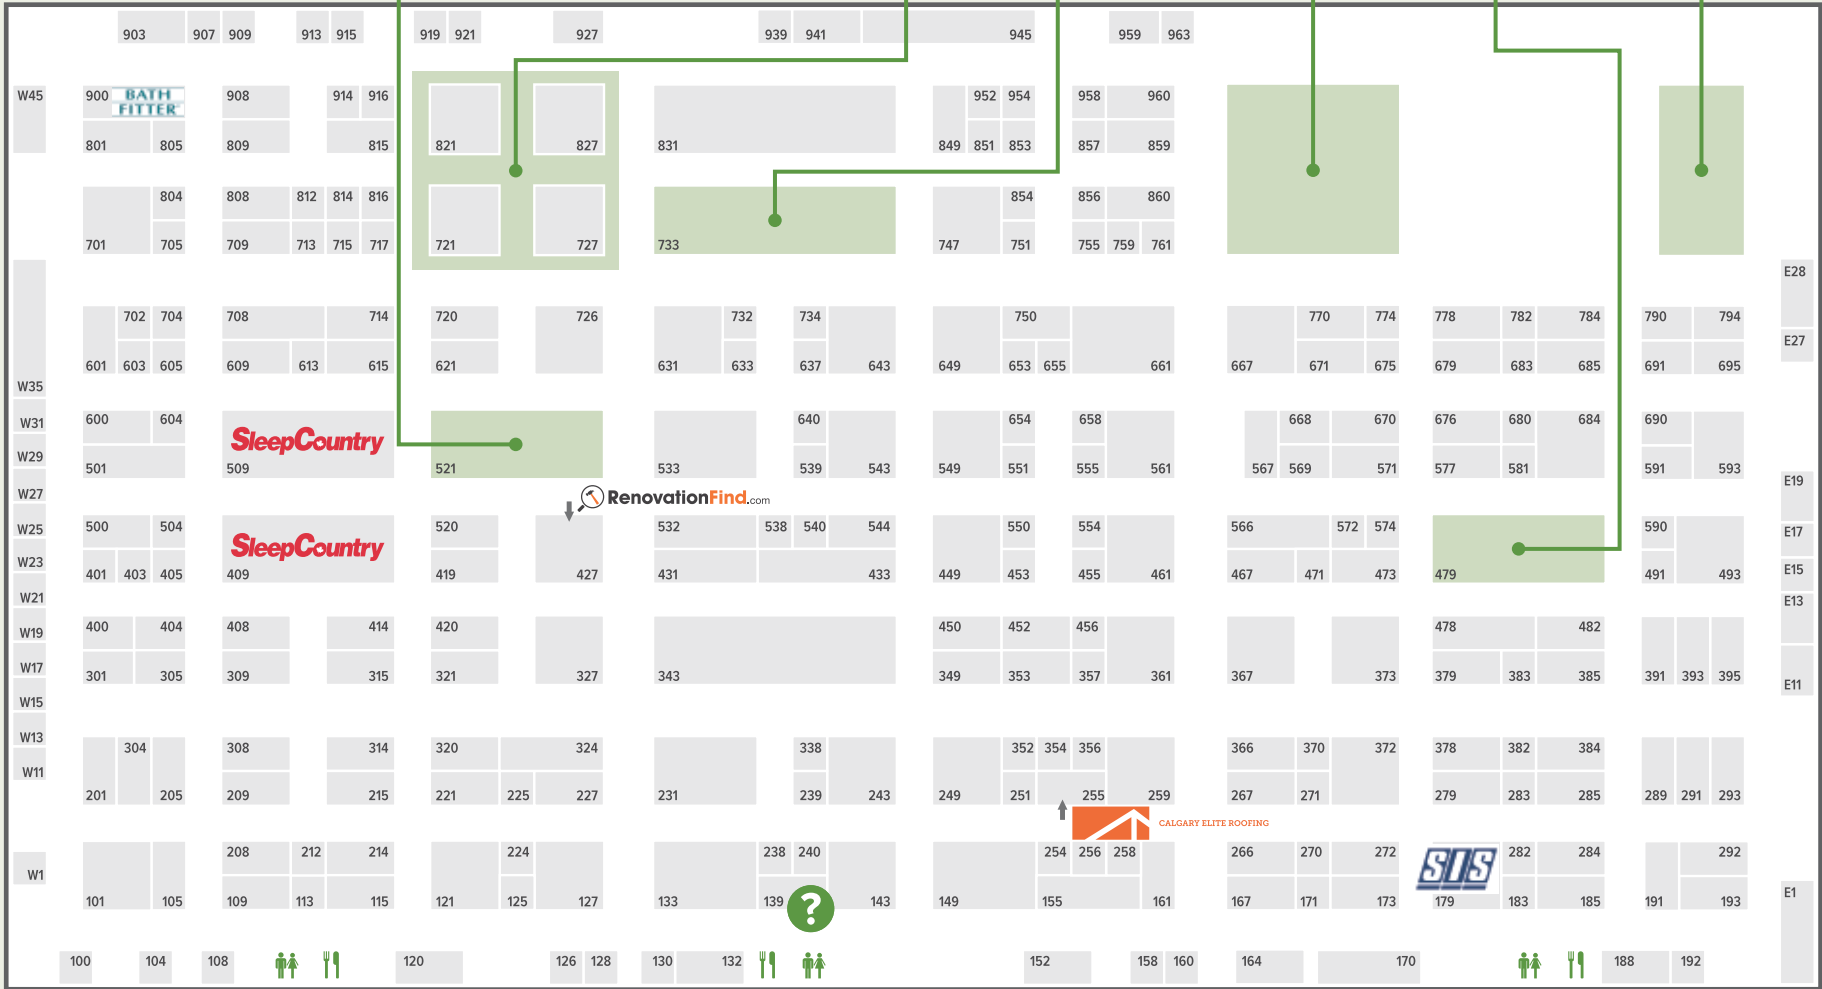 903 907 909 913 915 919 921 927 939 941 945 959 963
W45 900 BATH FITTER 908 914 916 952 954 958 960
801 805 809 815 821 827 831 849 851 853 857 859
804 808 812 814 816 854 856 860
701 705 709 713 715 717 721 727 733 747 751 755 759 761
E28
702 704 708 714 720 726 732 734 750 770 774 778 782 784 790 794
E27
601 603 605 609 613 615 621 631 633 637 643 649 653 655 661 667 671 675 679 683 685 691 695
W35
W31 600 604 SleepCountry 640 654 658 668 670 676 680 684 690
W29 501 509 521 533 539 543 549 551 555 561 567 569 571 577 581 591 593
E19
W27 RenovationFind.com
W25 500 504 520 532 538 540 544 550 554 566 572 574 590 E17
SleepCountry
W23 401 403 405 409 419 427 431 433 449 453 455 461 467 471 473 479 491 493 E15
W21 E13
W19 400 404 408 414 420 450 452 456 478 482
W17 301 305 309 315 321 327 343 349 353 357 361 367 373 379 383 385 391 393 395 E11
W15
W13 304 308 314 320 324 338 352 354 356 366 370 372 378 382 384
W11
201 205 209 215 221 225 227 231 239 243 249 251 255 259 267 271 279 283 285 289 291 293
CALGARY ELITE ROOFING
208 212 214 224 238 240 254 256 258 266 270 272 SIS 282 284 292
W1
101 105 109 113 115 121 125 127 133 139 ? 143 149 155 161 167 171 173 179 183 185 191 193 E1
100 104 108 120 126 128 130 132 152 158 160 164 170 188 192